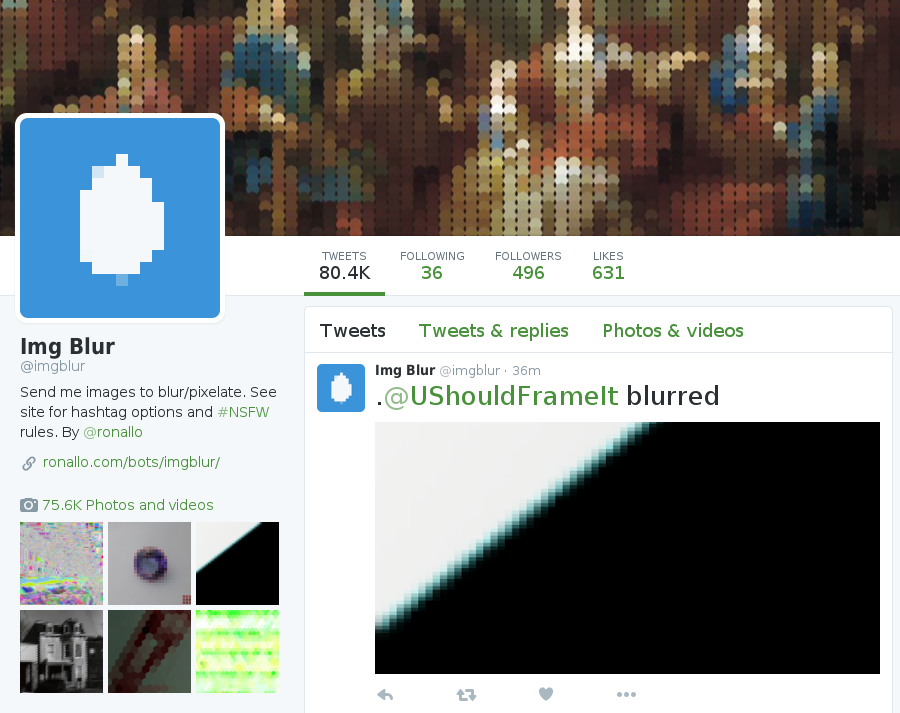 TWEETS FOLLOWING FOLLOWERS LIKES
80.4K 36 496 631
Img Blur
@imgblur
Send me images to blur/pixelate. See
site for hashtag options and #NSFW
rules. By @ronallo
ronallo.com/bots/imgblur/
75.6K Photos and videos
Tweets Tweets & replies Photos & videos
Img Blur @imgblur · 36m
.@UShouldFrameIt blurred